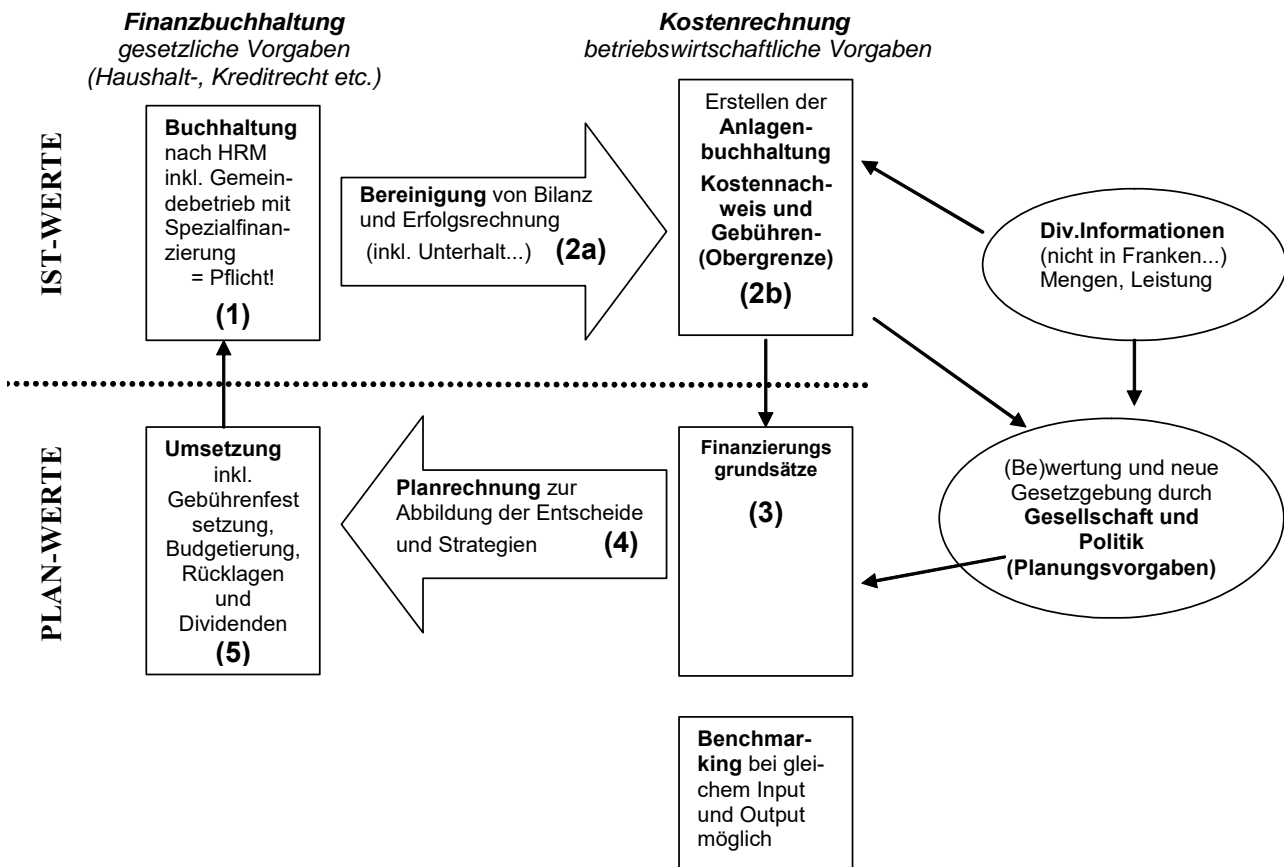 Finanzbuchhaltung
gesetzliche Vorgaben
(Haushalt-, Kreditrecht etc.)
Kostenrechnung
betriebswirtschaftliche Vorgaben
IST-WERTE
Buchhaltung
nach HRM
inkl. Gemein-
debetrieb mit
Spezialfinan-
zierung
= Pflicht!
(1)
Bereinigung von Bilanz
und Erfolgsrechnung
(inkl. Unterhalt...) (2a)
Erstellen der
Anlagen-
buchhaltung
Kostennach-
weis und
Gebühren-
(Obergrenze)
(2b)
Div.Informationen
(nicht in Franken...)
Mengen, Leistung
PLAN-WERTE
Umsetzung
inkl.
Gebührenfest
setzung,
Budgetierung,
Rücklagen
und
Dividenden
(5)
Planrechnung zur
Abbildung der Entscheide
und Strategien (4)
Finanzierungs
grundsätze
(3)
(Be)wertung und neue
Gesetzgebung durch
Gesellschaft und
Politik
(Planungsvorgaben)
Benchmar-
king bei glei-
chem Input
und Output
möglich